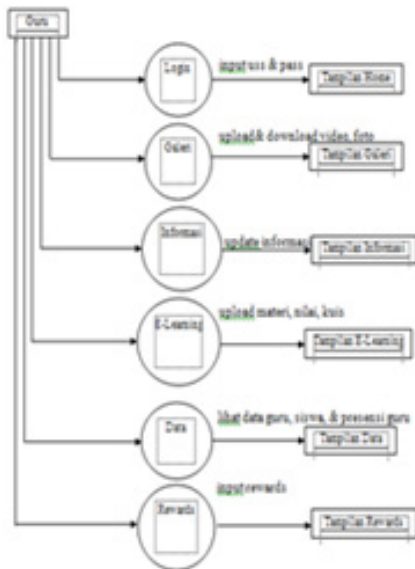 Guru
Login
input uss & pass
Tampilan Home
Galeri
upload & download video, foto
Tampilan Galeri
Informasi
update informasi
Tampilan Informasi
E-Learning
upload materi, nilai, kuis
Tampilan E-Learning
Data
lihat data guru, siswa, & presensi guru
Tampilan Data
Rewards
input rewards
Tampilan Rewards